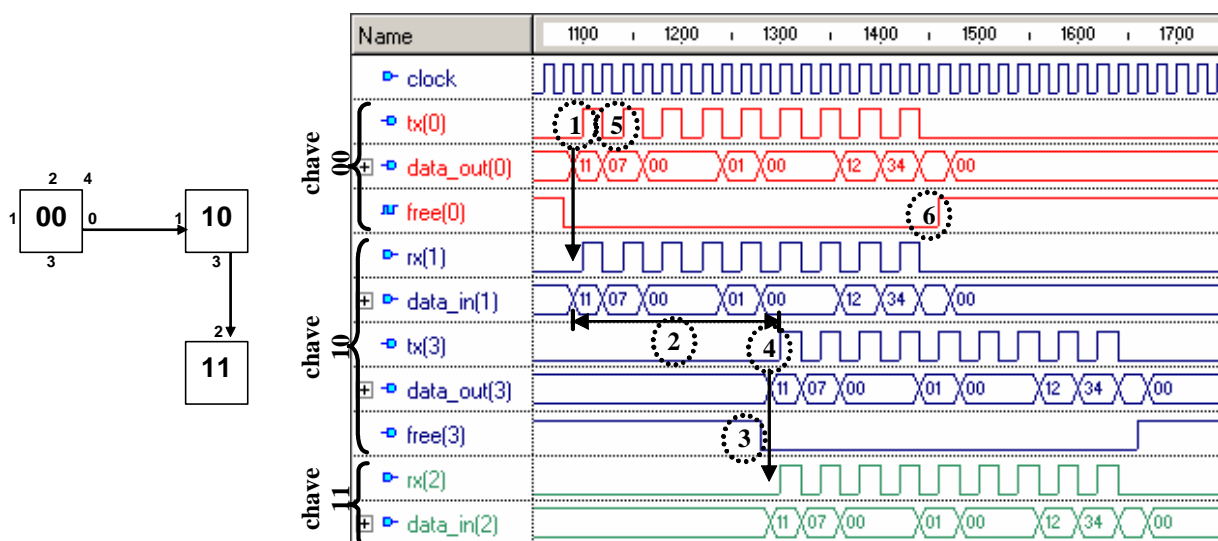 2 4
1 00 0
3
1 10
3
2
11
Name 1100 1200 1300 1400 1500 1600 1700
clock
chave 00
tx(0) 1 5
data_out(0) 11 07 00 01 00 12 34 00
free(0) 6
chave 10
rx(1)
data_in(1) 11 07 00 01 00 12 34 00
tx(3) 2 4
data_out(3) 11 07 00 01 00 12 34 00
free(3) 3
chave 11
rx(2)
data_in(2) 11 07 00 01 00 12 34 00